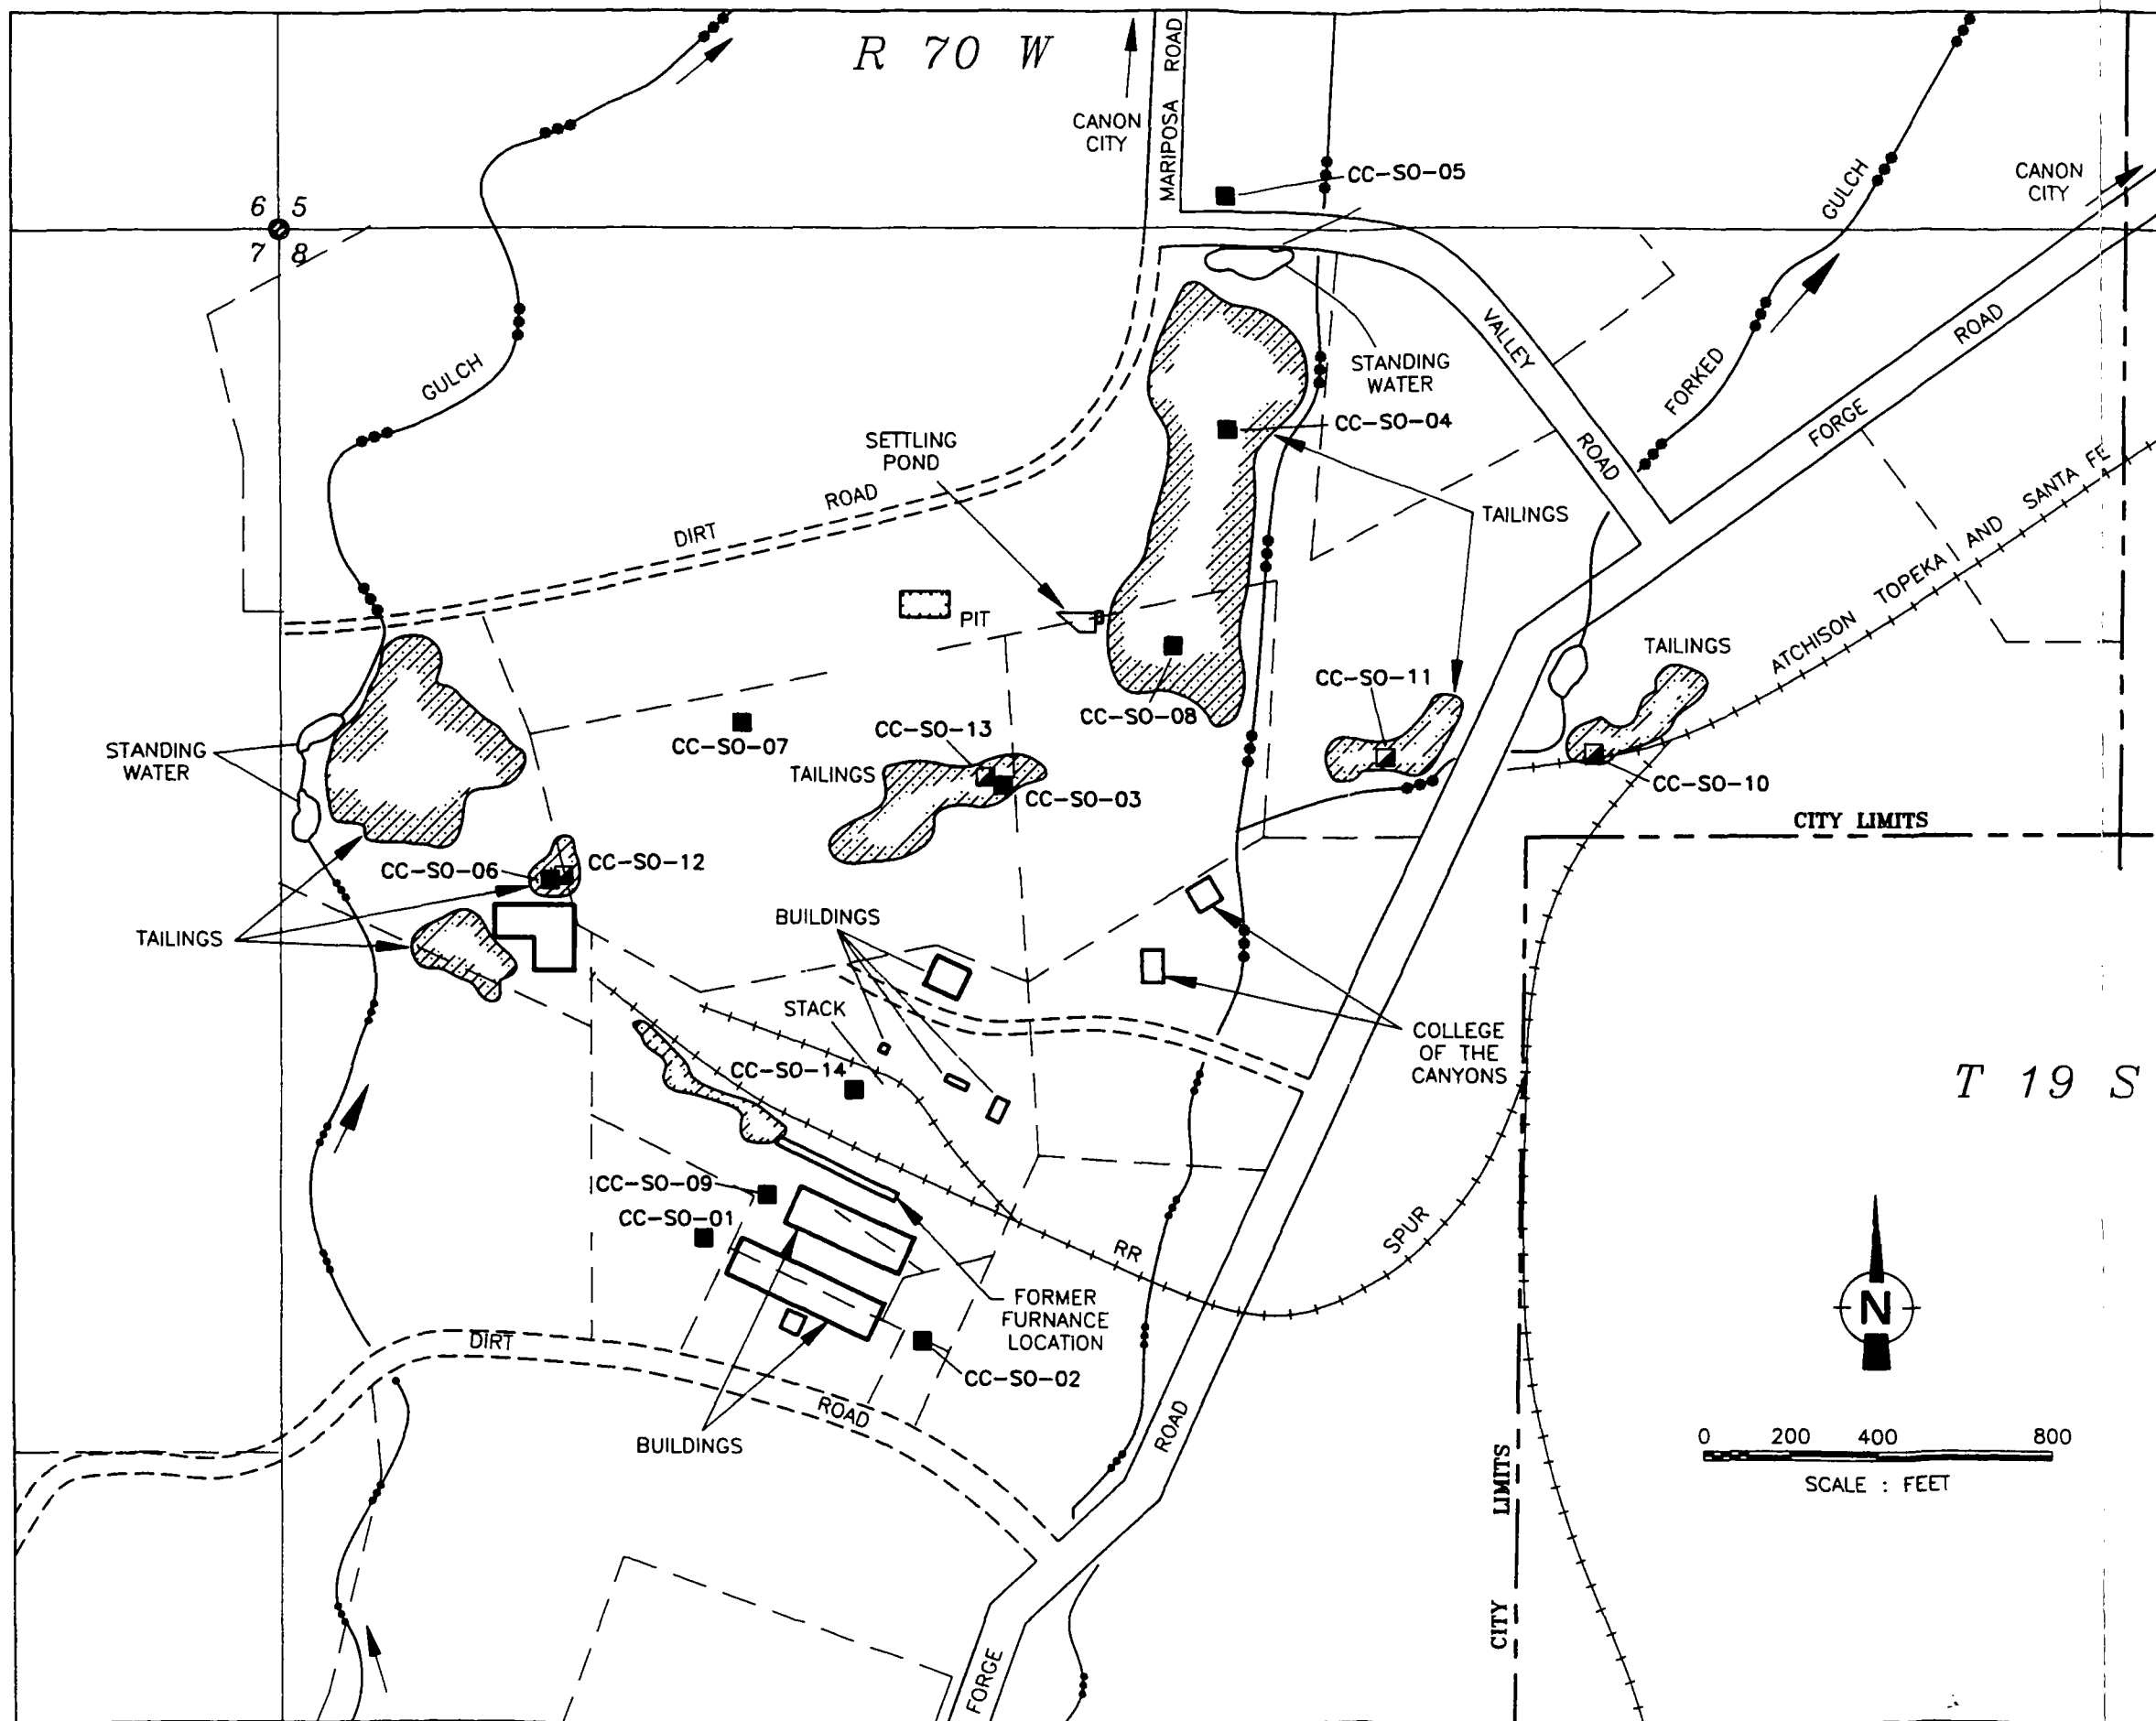 R 70 W
CANON
CITY
MARIPOSA ROAD
CC-SO-05
GULCH
CANON
CITY
6 5
7 8
VALLEY
ROAD
STANDING
WATER
FORKED
FORGE
ROAD
GULCH
CC-SO-04
SETTLING
POND
DIRT
ROAD
TAILINGS
ATCHISON TOPEKA AND SANTA FE
PIT
TAILINGS
CC-SO-11
CC-SO-08
CC-SO-13
CC-SO-07
STANDING
WATER
TAILINGS
CC-SO-03
CC-SO-10
CITY LIMITS
CC-SO-06
CC-SO-12
TAILINGS
BUILDINGS
STACK
COLLEGE
OF THE
CANYONS
CC-SO-14
T 19 S
CC-SO-09
CC-SO-01
RR
SPUR
FORMER
FURNANCE
LOCATION
N
DIRT
ROAD
CC-SO-02
BUILDINGS
ROAD
FORGE
CITY LIMITS
0 200 400 800
SCALE : FEET